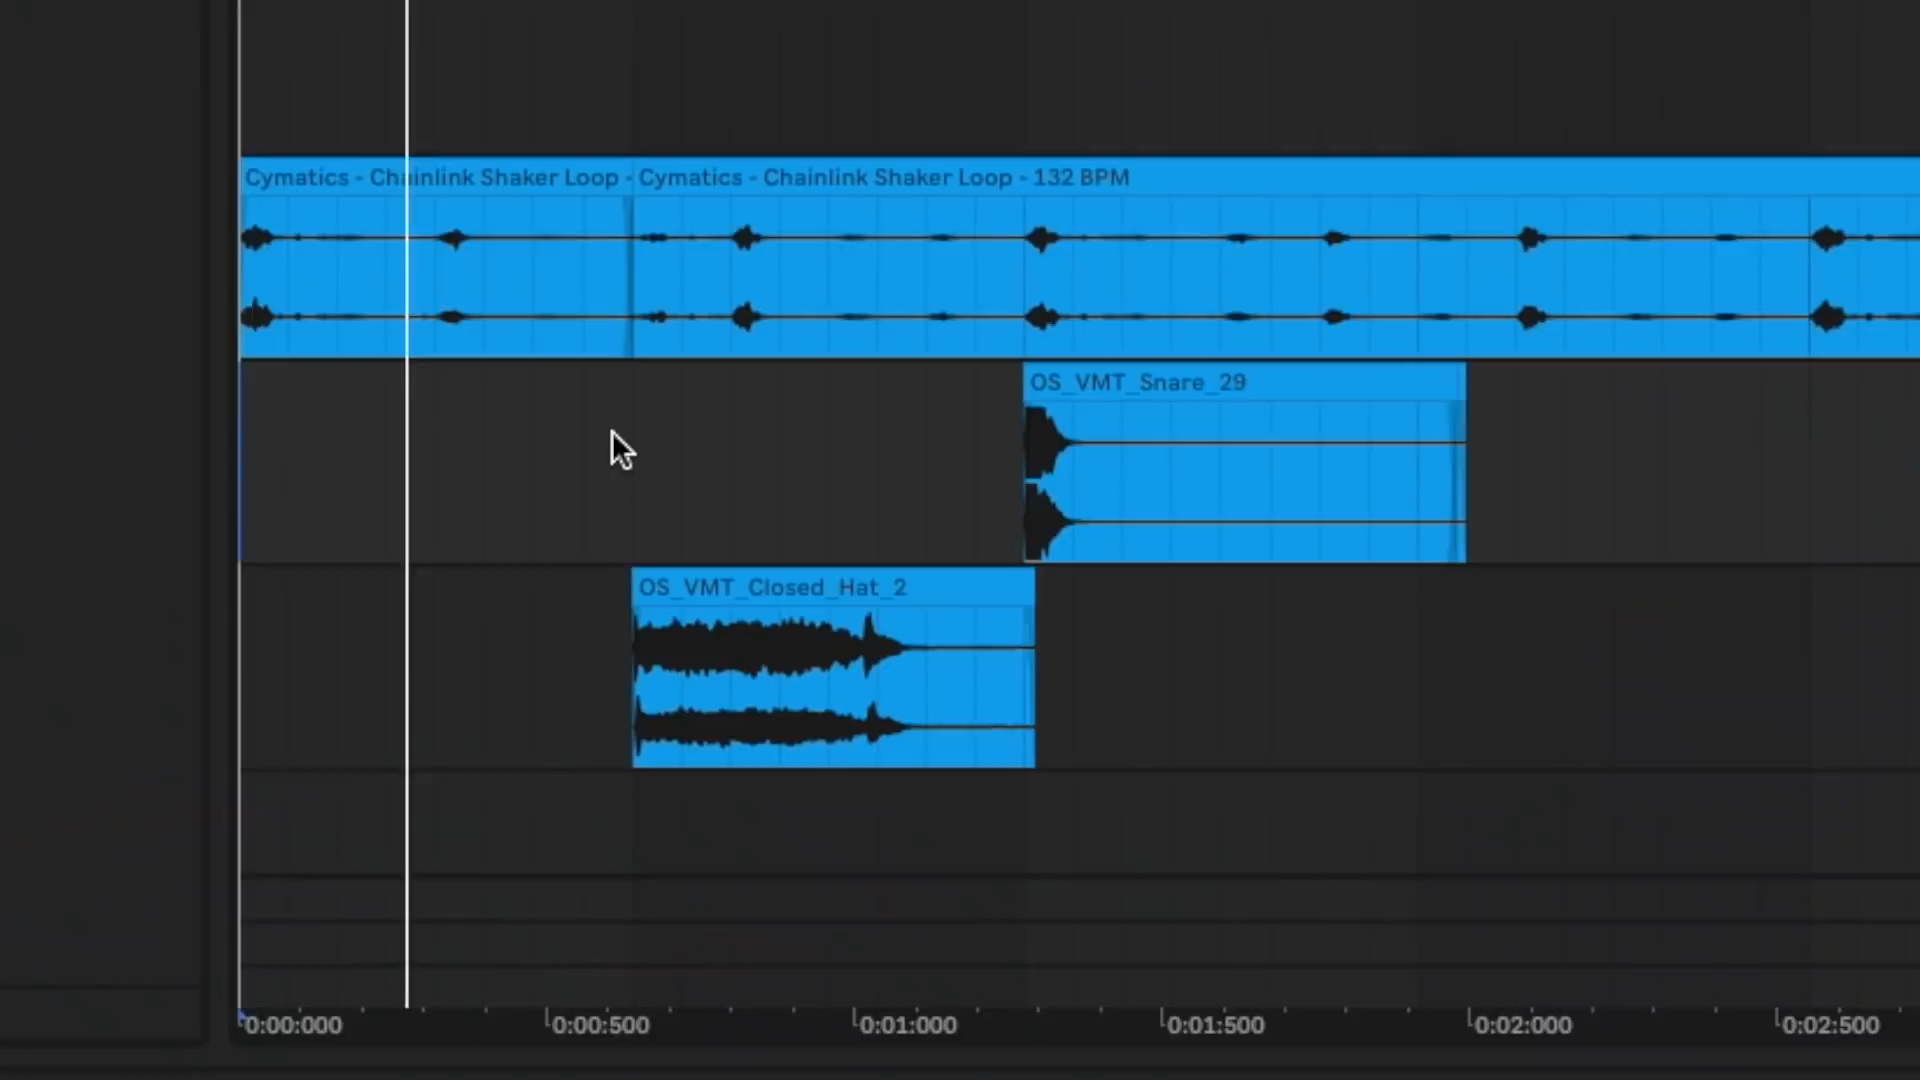 Cymatics - Chainlink Shaker Loop - Cymatics - Chainlink Shaker Loop - 132 BPM
OS_VMT_Snare_29
OS_VMT_Closed_Hat_2
0:00:000 0:00:500 0:01:000 0:01:500 0:02:000 0:02:500